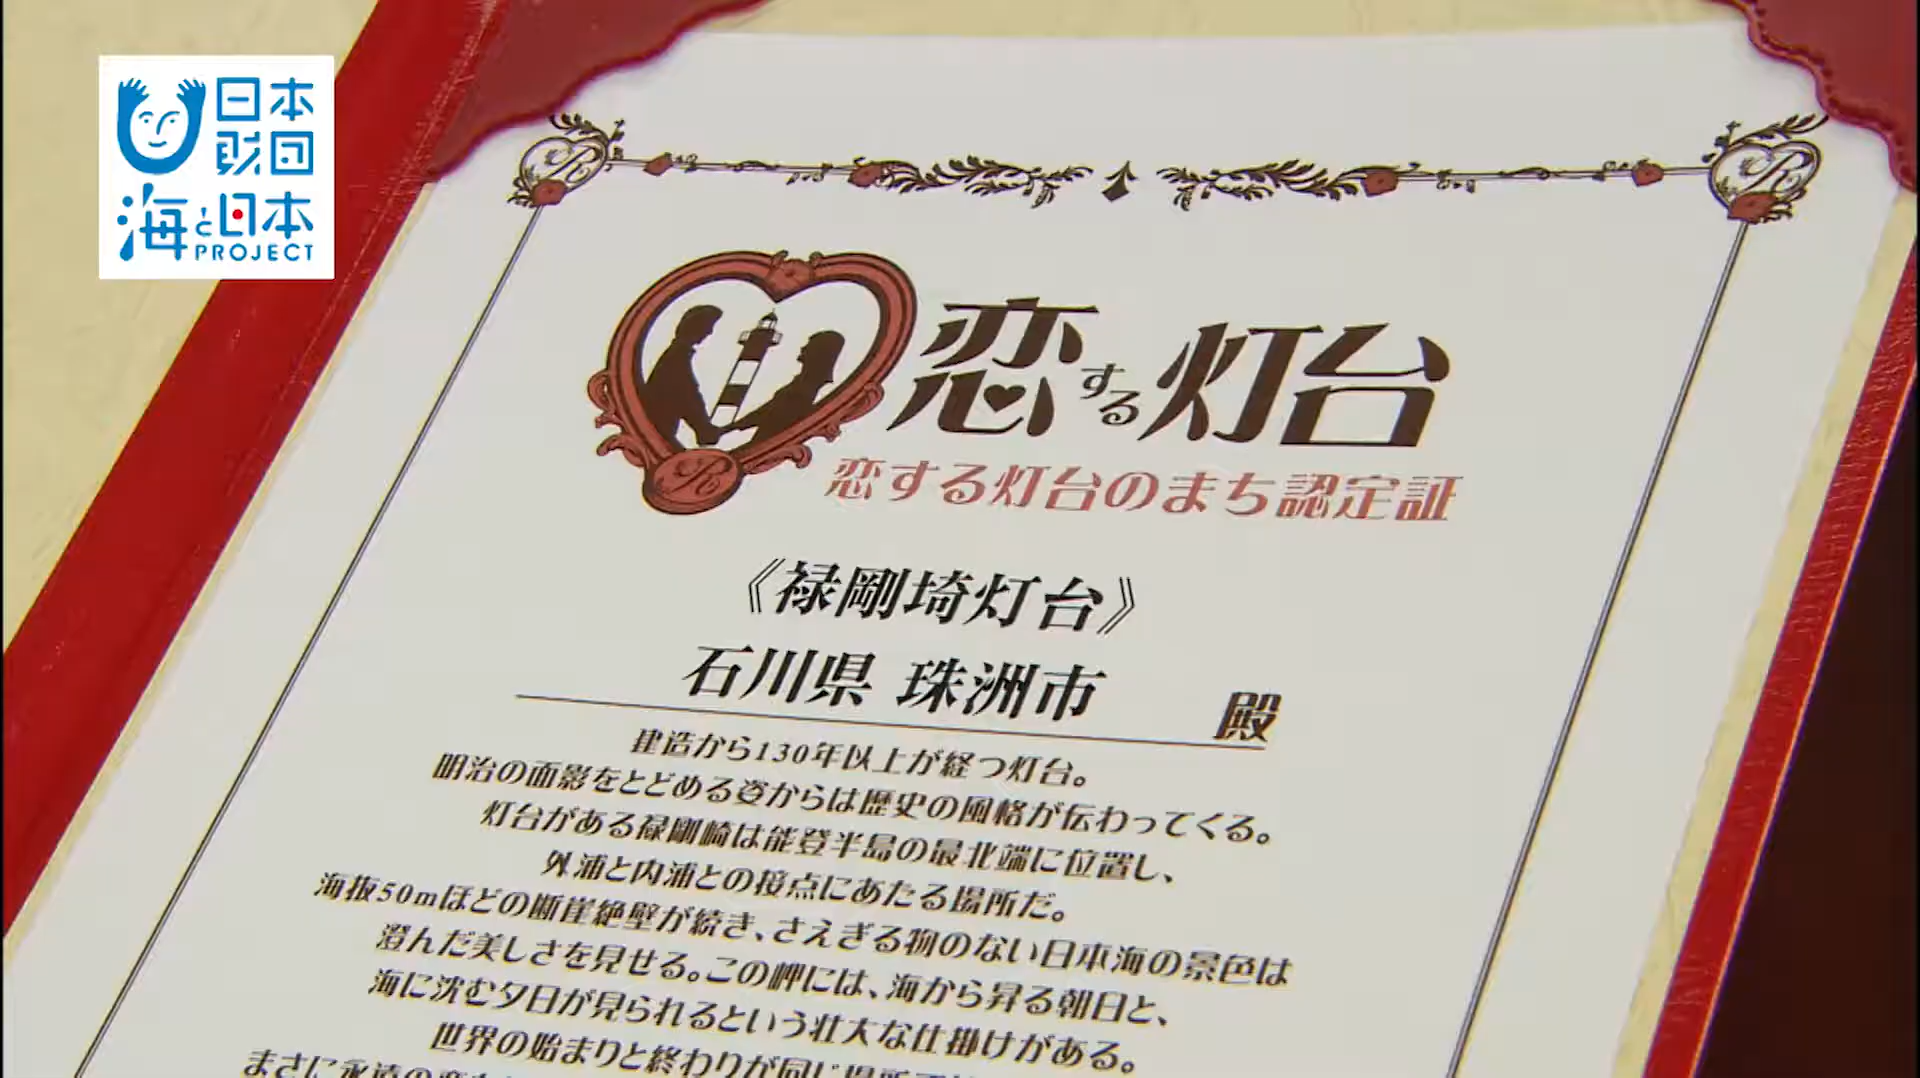 日本
財団
海と日本
PROJECT
恋する灯台
恋する灯台のまち認定証
《禄剛埼灯台》
石川県 珠洲市 殿
建造から130年以上が経つ灯台。
明治の面影をとどめる姿からは歴史の風格が伝わってくる。
灯台がある禄剛崎は能登半島の最北端に位置し、
外浦と内浦との接点にあたる場所だ。
海抜50mほどの断崖絶壁が続き、さえぎる物のない日本海の景色は
澄んだ美しさを見せる。この岬には、海から昇る朝日と、
海に沈む夕日が見られるという壮大な仕掛けがある。
世界の始まりと終わりが同じ場所
まさに永遠の